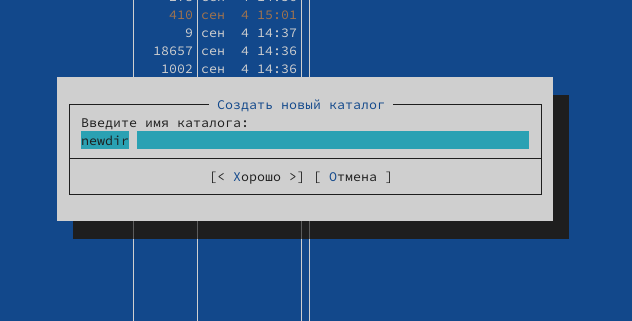 410 сен 4 15:01
9 сен 4 14:37
18657 сен 4 14:36
1002 сен 4 14:36
Создать новый каталог
Введите имя каталога:
newdir
[< Хорошо >] [ Отмена ]